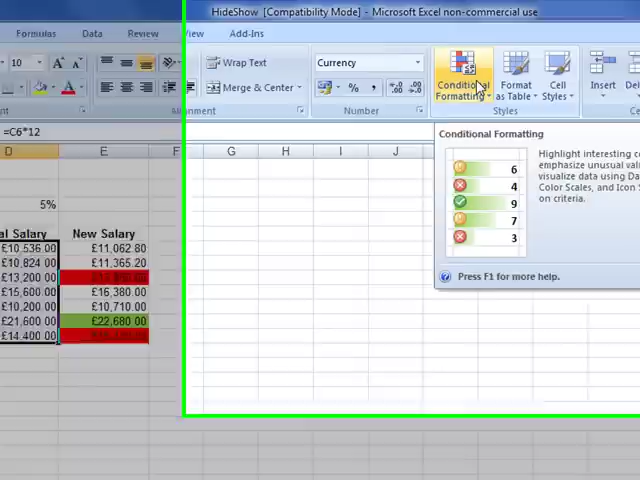 HideShow [Compatibility Mode] - Microsoft Excel non-commercial use
Formulas Data Review View Add-Ins
10 Wrap Text Currency Conditional Formatting Format as Table Cell Styles Insert
Merge & Center % ,
Alignment Number Styles
=C6*12
D E F G H I J
Conditional Formatting
Highlight interesting
emphasize unusual
visualize data using
Color Scales, and Icon
on criteria.
6
4
9
7
3
Press F1 for more help.
5%
Salary New Salary
£10,536.00 £11,062.80
£10,824.00 £11,365.20
£13,200.00
£15,600.00 £16,380.00
£10,200.00 £10,710.00
£21,600.00 £22,680.00
£14,400.00